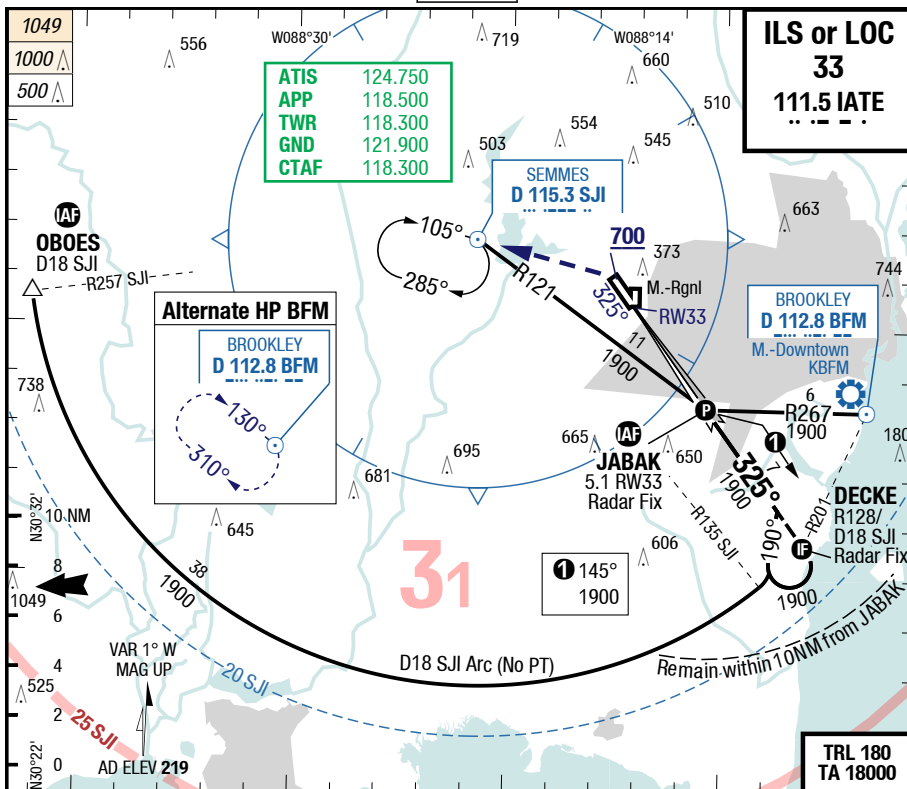 1049
1000
500
556
W088°30'
719
W088°14'
660
510
ILS or LOC
33
111.5 IATE
ATIS 124.750
APP 118.500
TWR 118.300
GND 121.900
CTAF 118.300
503
554
545
SEMMES
D 115.3 SJI
663
IAF
OBOES
D18 SJI
R257 SJI
105°
285°
R121
700
373
M.-Rgnl
RW33
325°
744
Alternate HP BFM
BROOKLEY
D 112.8 BFM
130°
310°
11
1900
BROOKLEY
D 112.8 BFM
M.-Downtown
KBFM
6
R267
1900
P
738
IAF
JABAK
5.1 RW33
Radar Fix
665
650
1
7
180
695
681
645
325°
1900
R201
DECKE
R128/
D18 SJI
Radar Fix
IF
R135 SJI
190°
1900
606
N30°32'
10 NM
8
6
4
2
0
N30°22'
1049
38
1900
31
1 145°
1900
D18 SJI Arc (No PT)
Remain within 10NM from JABAK
VAR 1° W
MAG UP
20 SJI
525
25 SJI
AD ELEV 219
TRL 180
TA 18000